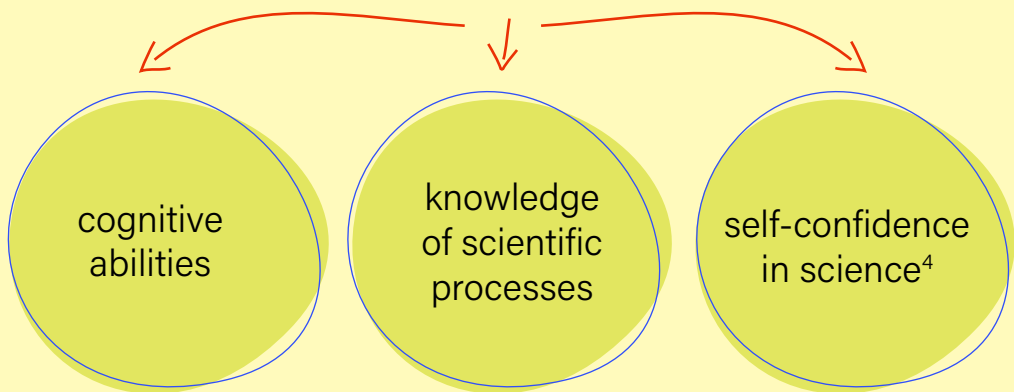 cognitive
abilities
knowledge
of scientific
processes
self-confidence
in science⁴